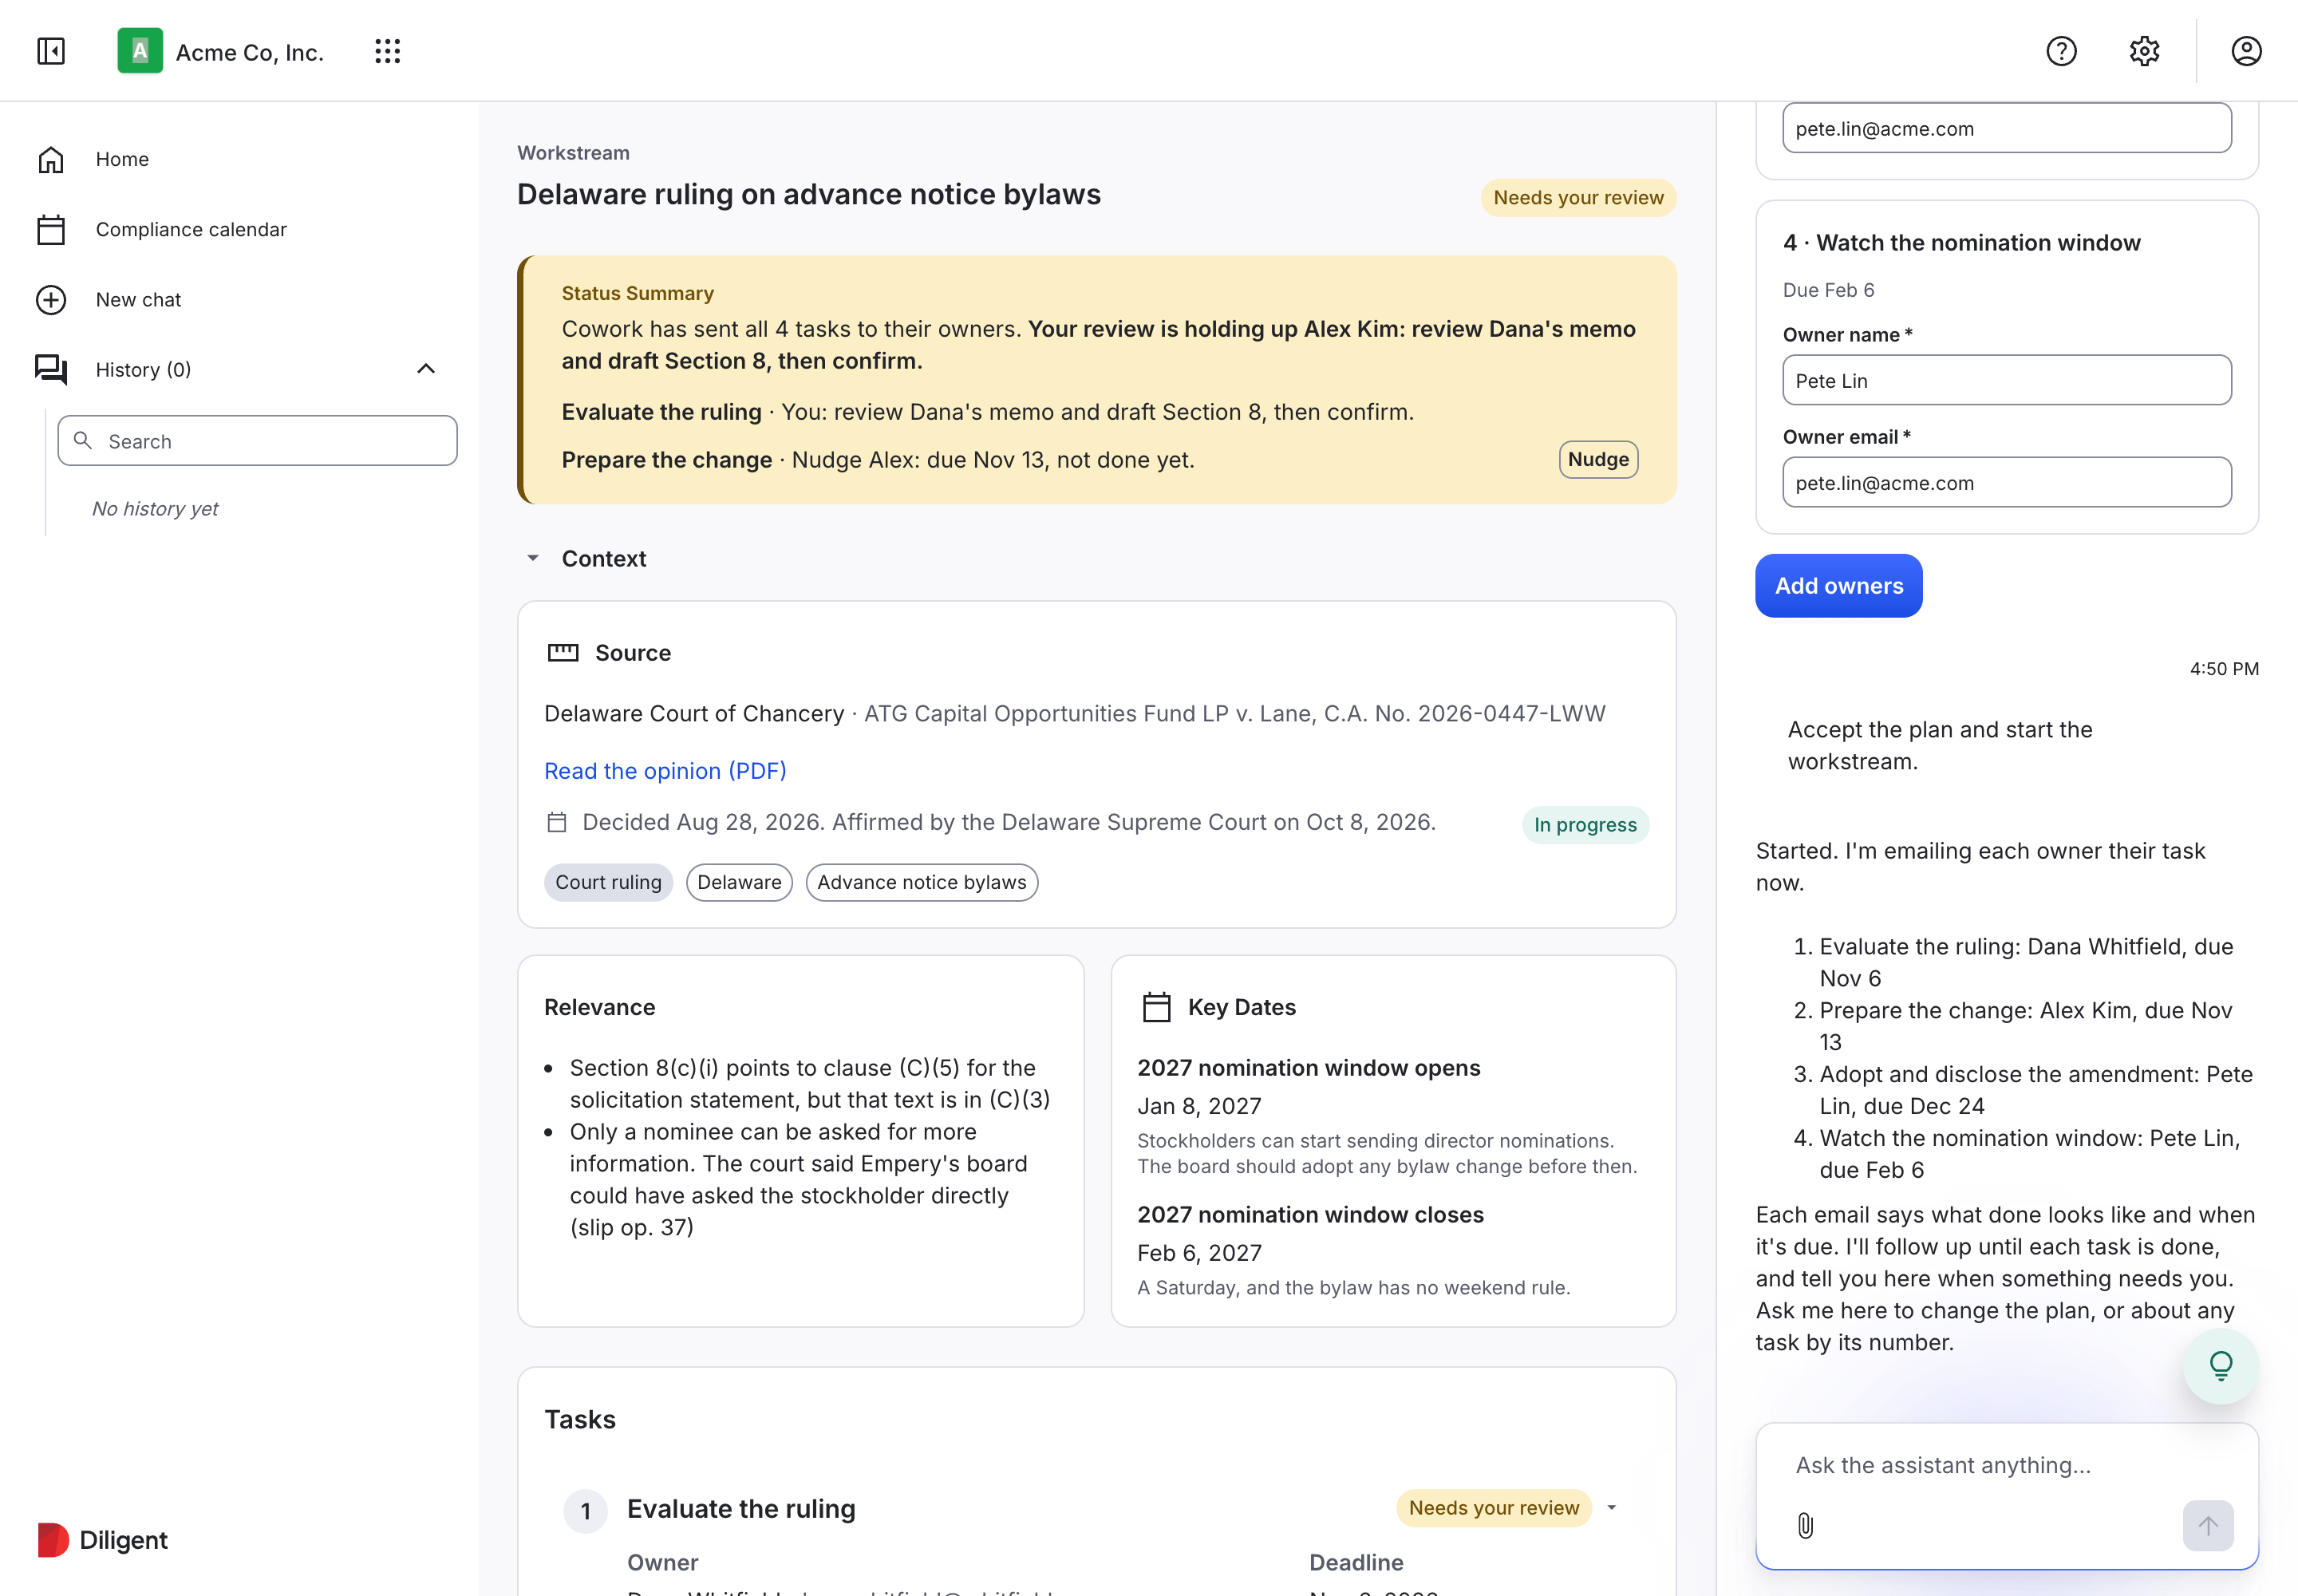 A
Acme Co, Inc.
Home
Compliance calendar
New chat
History (0)
Search
No history yet
Diligent
Workstream
Delaware ruling on advance notice bylaws
Needs your review
Status Summary
Cowork has sent all 4 tasks to their owners. Your review is holding up Alex Kim: review Dana's memo
and draft Section 8, then confirm.
Evaluate the ruling · You: review Dana's memo and draft Section 8, then confirm.
Prepare the change · Nudge Alex: due Nov 13, not done yet.
Nudge
Context
Source
Delaware Court of Chancery · ATG Capital Opportunities Fund LP v. Lane, C.A. No. 2026-0447-LWW
Read the opinion (PDF)
Decided Aug 28, 2026. Affirmed by the Delaware Supreme Court on Oct 8, 2026.
In progress
Court ruling
Delaware
Advance notice bylaws
Relevance
• Section 8(c)(i) points to clause (C)(5) for the
solicitation statement, but that text is in (C)(3)
• Only a nominee can be asked for more
information. The court said Empery's board
could have asked the stockholder directly
(slip op. 37)
Key Dates
2027 nomination window opens
Jan 8, 2027
Stockholders can start sending director nominations.
The board should adopt any bylaw change before then.
2027 nomination window closes
Feb 6, 2027
A Saturday, and the bylaw has no weekend rule.
Tasks
1
Evaluate the ruling
Needs your review
Owner
Deadline
pete.lin@acme.com
4 · Watch the nomination window
Due Feb 6
Owner name *
Pete Lin
Owner email *
pete.lin@acme.com
Add owners
4:50 PM
Accept the plan and start the
workstream.
Started. I'm emailing each owner their task
now.
1. Evaluate the ruling: Dana Whitfield, due
Nov 6
2. Prepare the change: Alex Kim, due Nov
13
3. Adopt and disclose the amendment: Pete
Lin, due Dec 24
4. Watch the nomination window: Pete Lin,
due Feb 6
Each email says what done looks like and when
it's due. I'll follow up until each task is done,
and tell you here when something needs you.
Ask me here to change the plan, or about any
task by its number.
Ask the assistant anything...